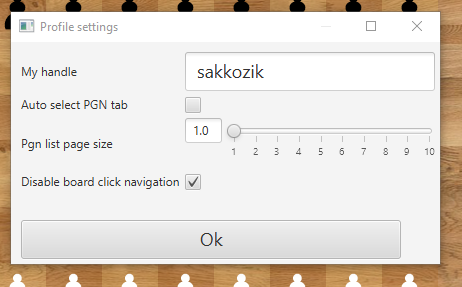 Profile settings
My handle
sakkozik
Auto select PGN tab
Pgn list page size
1.0
1 2 3 4 5 6 7 8 9 10
Disable board click navigation
Ok